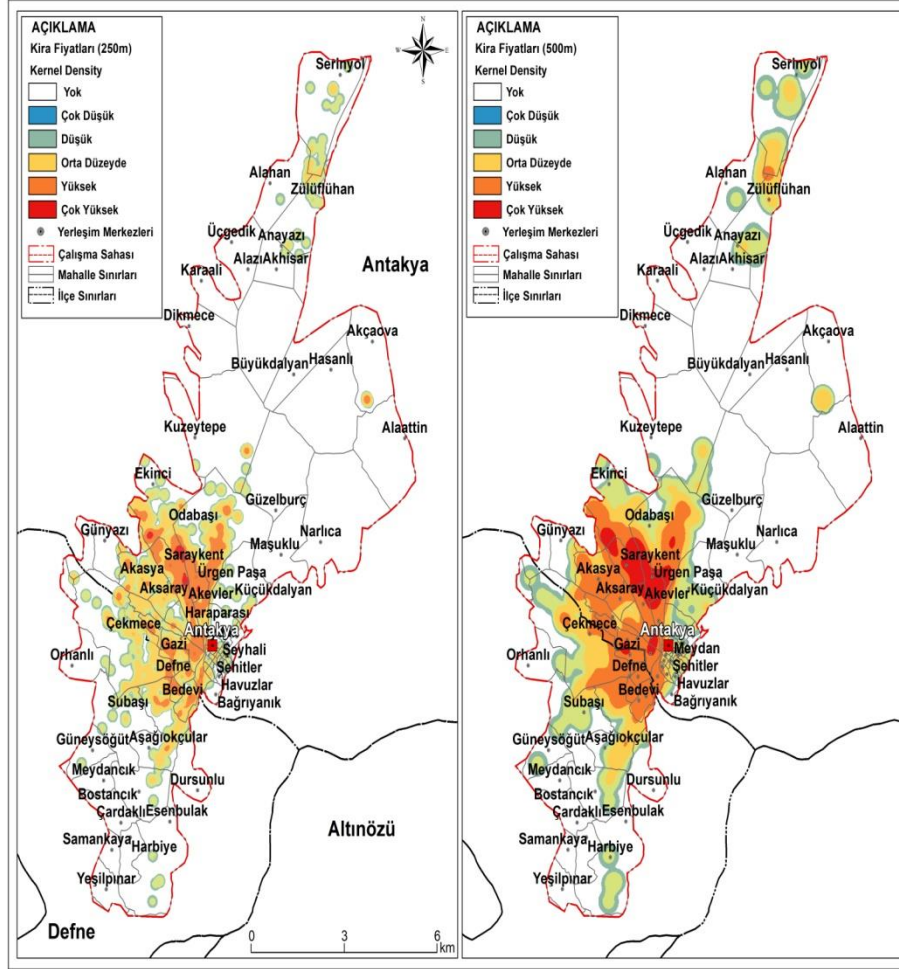 AÇIKLAMA
Kira Fiyatları (250m)
Kernel Density
Yok
Çok Düşük
Düşük
Orta Düzeyde
Yüksek
Çok Yüksek
Yerleşim Merkezleri
Çalışma Sahası
Mahalle Sınırları
İlçe Sınırları
N
W
E
S
Serinyol
Alahan
Zülüflühan
Üçgedik
Anayazı
Alazı
Akhisar
Karaali
Antakya
Dikmece
Akçaova
Büyükdalyan
Hasanlı
Kuzeytepe
Alaattin
Ekinci
Güzelburç
Odabaşı
Günyazı
Narlıca
Saraykent
Maşuklu
Akasya
Ürgen Paşa
Aksaray
Akevler
Küçükdalyan
Haraparası
Çekmece
Antakya
Gazi
Şeyhali
Orhanlı
Defne
Şehitler
Bedevi
Havuzlar
Subaşı
Bağrıyanık
Güneysöğüt
Aşağıokçular
Meydancık
Dursunlu
Bostancık
Çardaklı
Esenbulak
Samankaya
Harbiye
Altınözü
Yeşilpınar
Defne
0 3 6
km
AÇIKLAMA
Kira Fiyatları (500m)
Kernel Density
Yok
Çok Düşük
Düşük
Orta Düzeyde
Yüksek
Çok Yüksek
Yerleşim Merkezleri
Çalışma Sahası
Mahalle Sınırları
İlçe Sınırları
Serinyol
Alahan
Zülüflühan
Üçgedik
Anayazı
Alazı
Akhisar
Karaali
Dikmece
Akçaova
Büyükdalyan
Hasanlı
Kuzeytepe
Alaattin
Ekinci
Güzelburç
Odabaşı
Günyazı
Narlıca
Saraykent
Maşuklu
Akasya
Ürgen Paşa
Aksaray
Akevler
Küçükdalyan
Çekmece
Antakya
Gazi
Meydan
Orhanlı
Defne
Şehitler
Bedevi
Havuzlar
Subaşı
Bağrıyanık
Güneysöğüt
Aşağıokçular
Meydancık
Dursunlu
Bostancık
Çardaklı
Esenbulak
Samankaya
Harbiye
Yeşilpınar